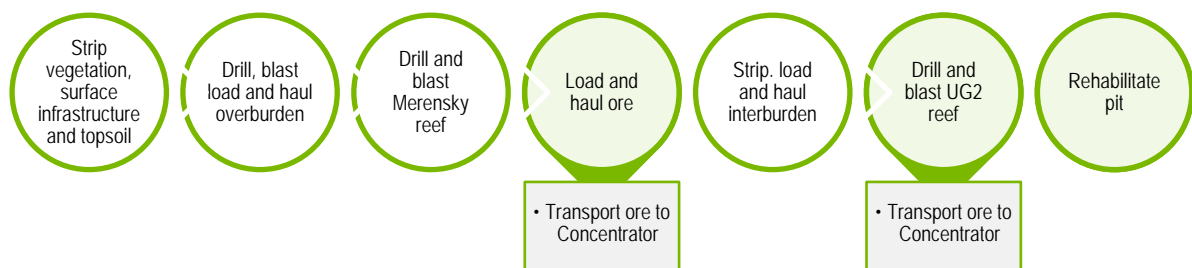 Strip
vegetation,
surface
infrastructure
and topsoil
Drill, blast
load and haul
overburden
Drill and
blast
Merensky
reef
Load and
haul ore
Strip. load
and haul
interburden
Drill and
blast UG2
reef
Rehabilitate
pit
• Transport ore to
Concentrator
• Transport ore to
Concentrator